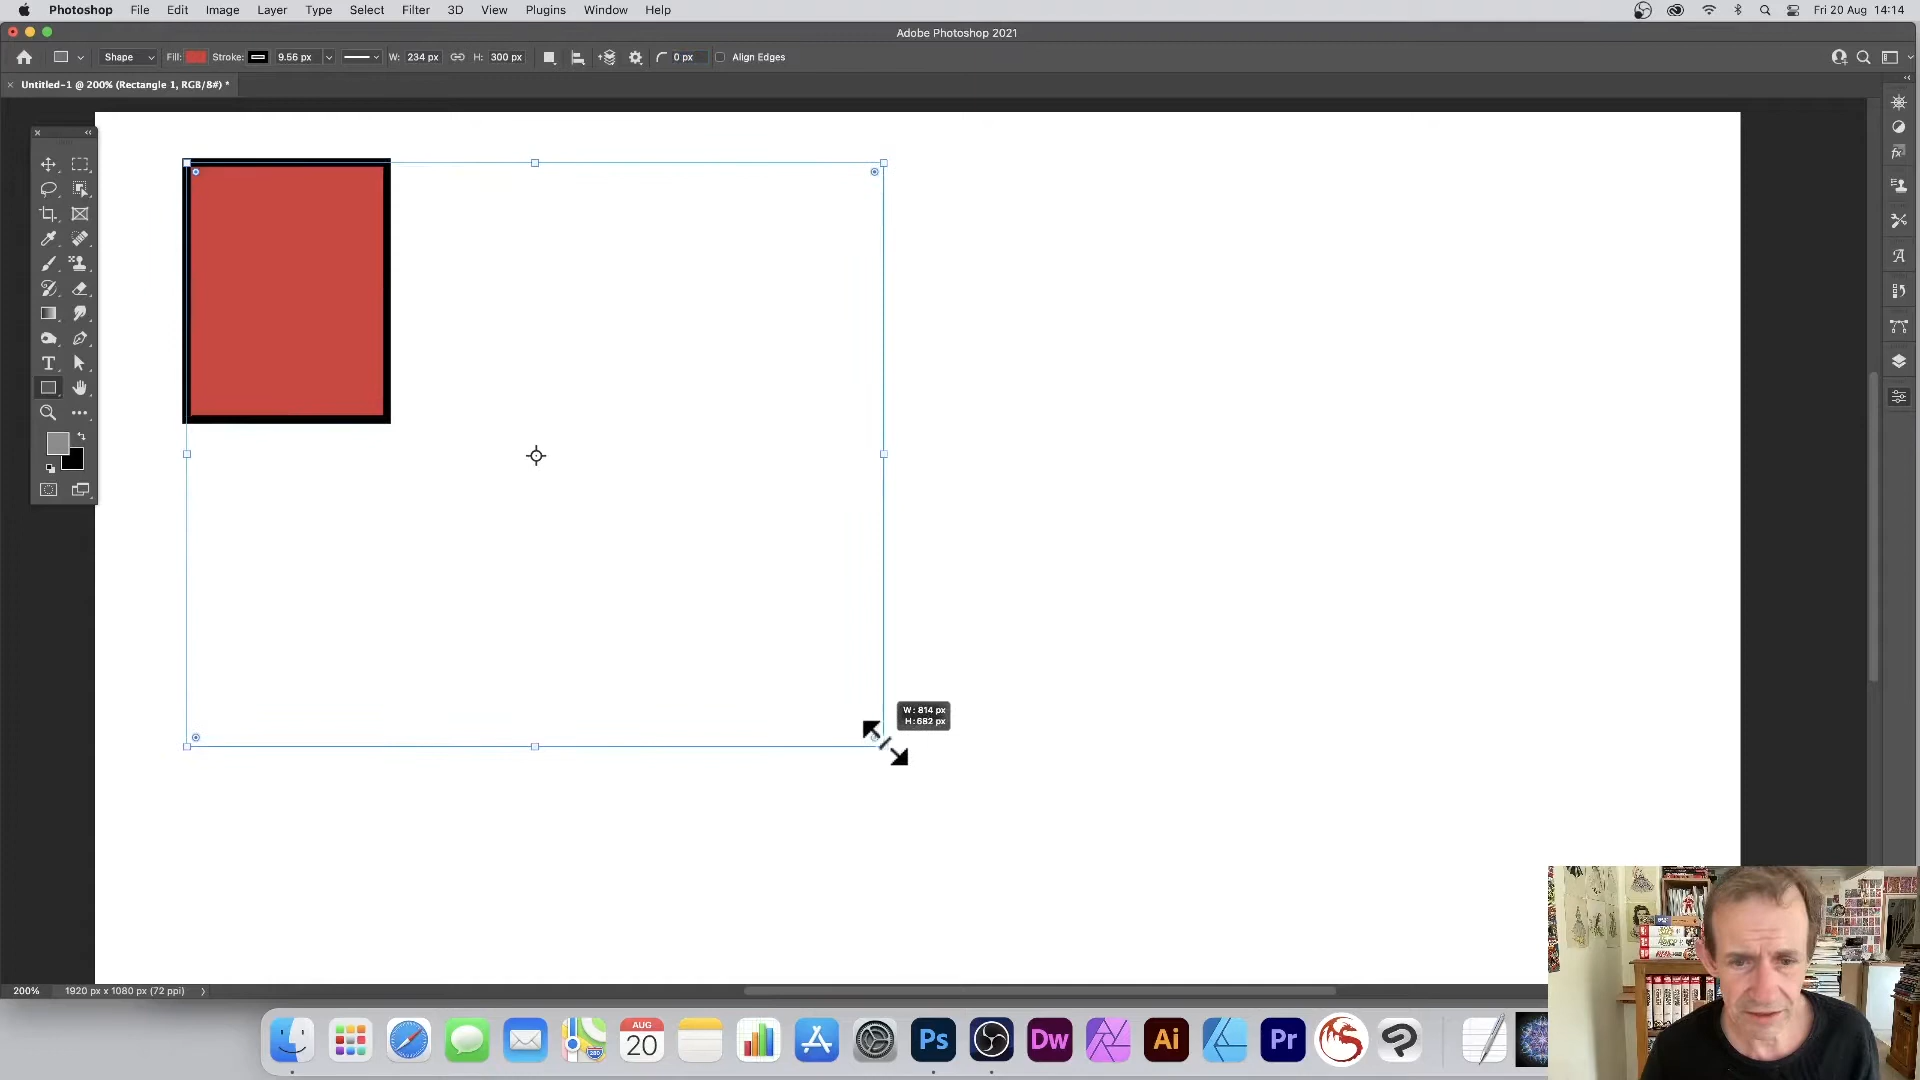 Photoshop File Edit Image Layer Type Select Filter 3D View Plugins Window Help Fri 20 Aug 14:14
Adobe Photoshop 2021
Shape Fill: Stroke: 9.56 px W: 234 px H: 300 px 0 px Align Edges
Untitled-1 @ 200% (Rectangle 1, RGB/8#) *
W: 814 px
H: 682 px
200% 1920 px x 1080 px (72 ppi)
AUG
20
280
Ps Dw Ai Pr